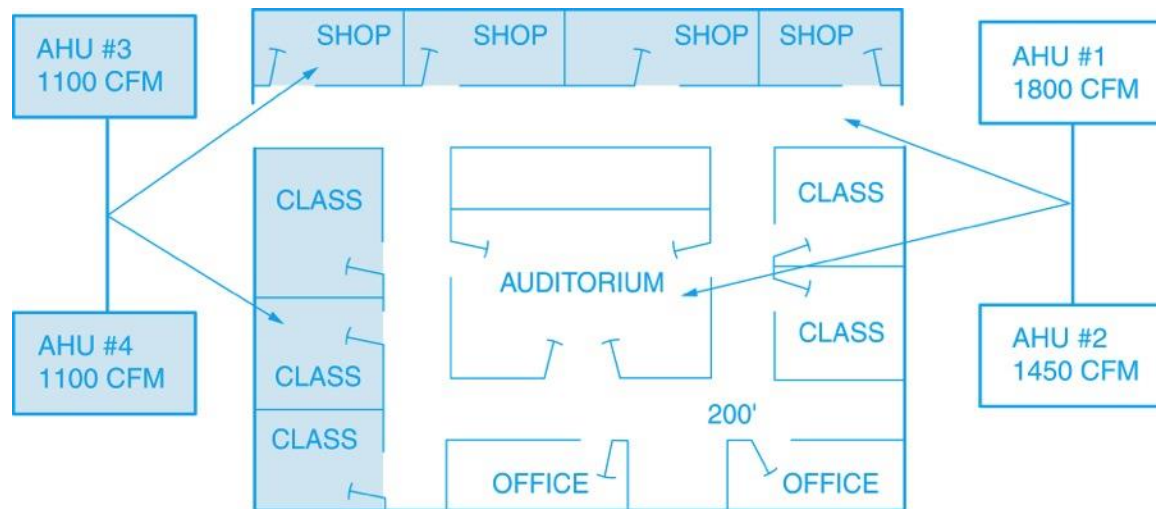 AHU #3
1100 CFM
SHOP
SHOP
SHOP
SHOP
AHU #1
1800 CFM
CLASS
CLASS
AUDITORIUM
CLASS
AHU #4
1100 CFM
CLASS
AHU #2
1450 CFM
200'
CLASS
OFFICE
OFFICE